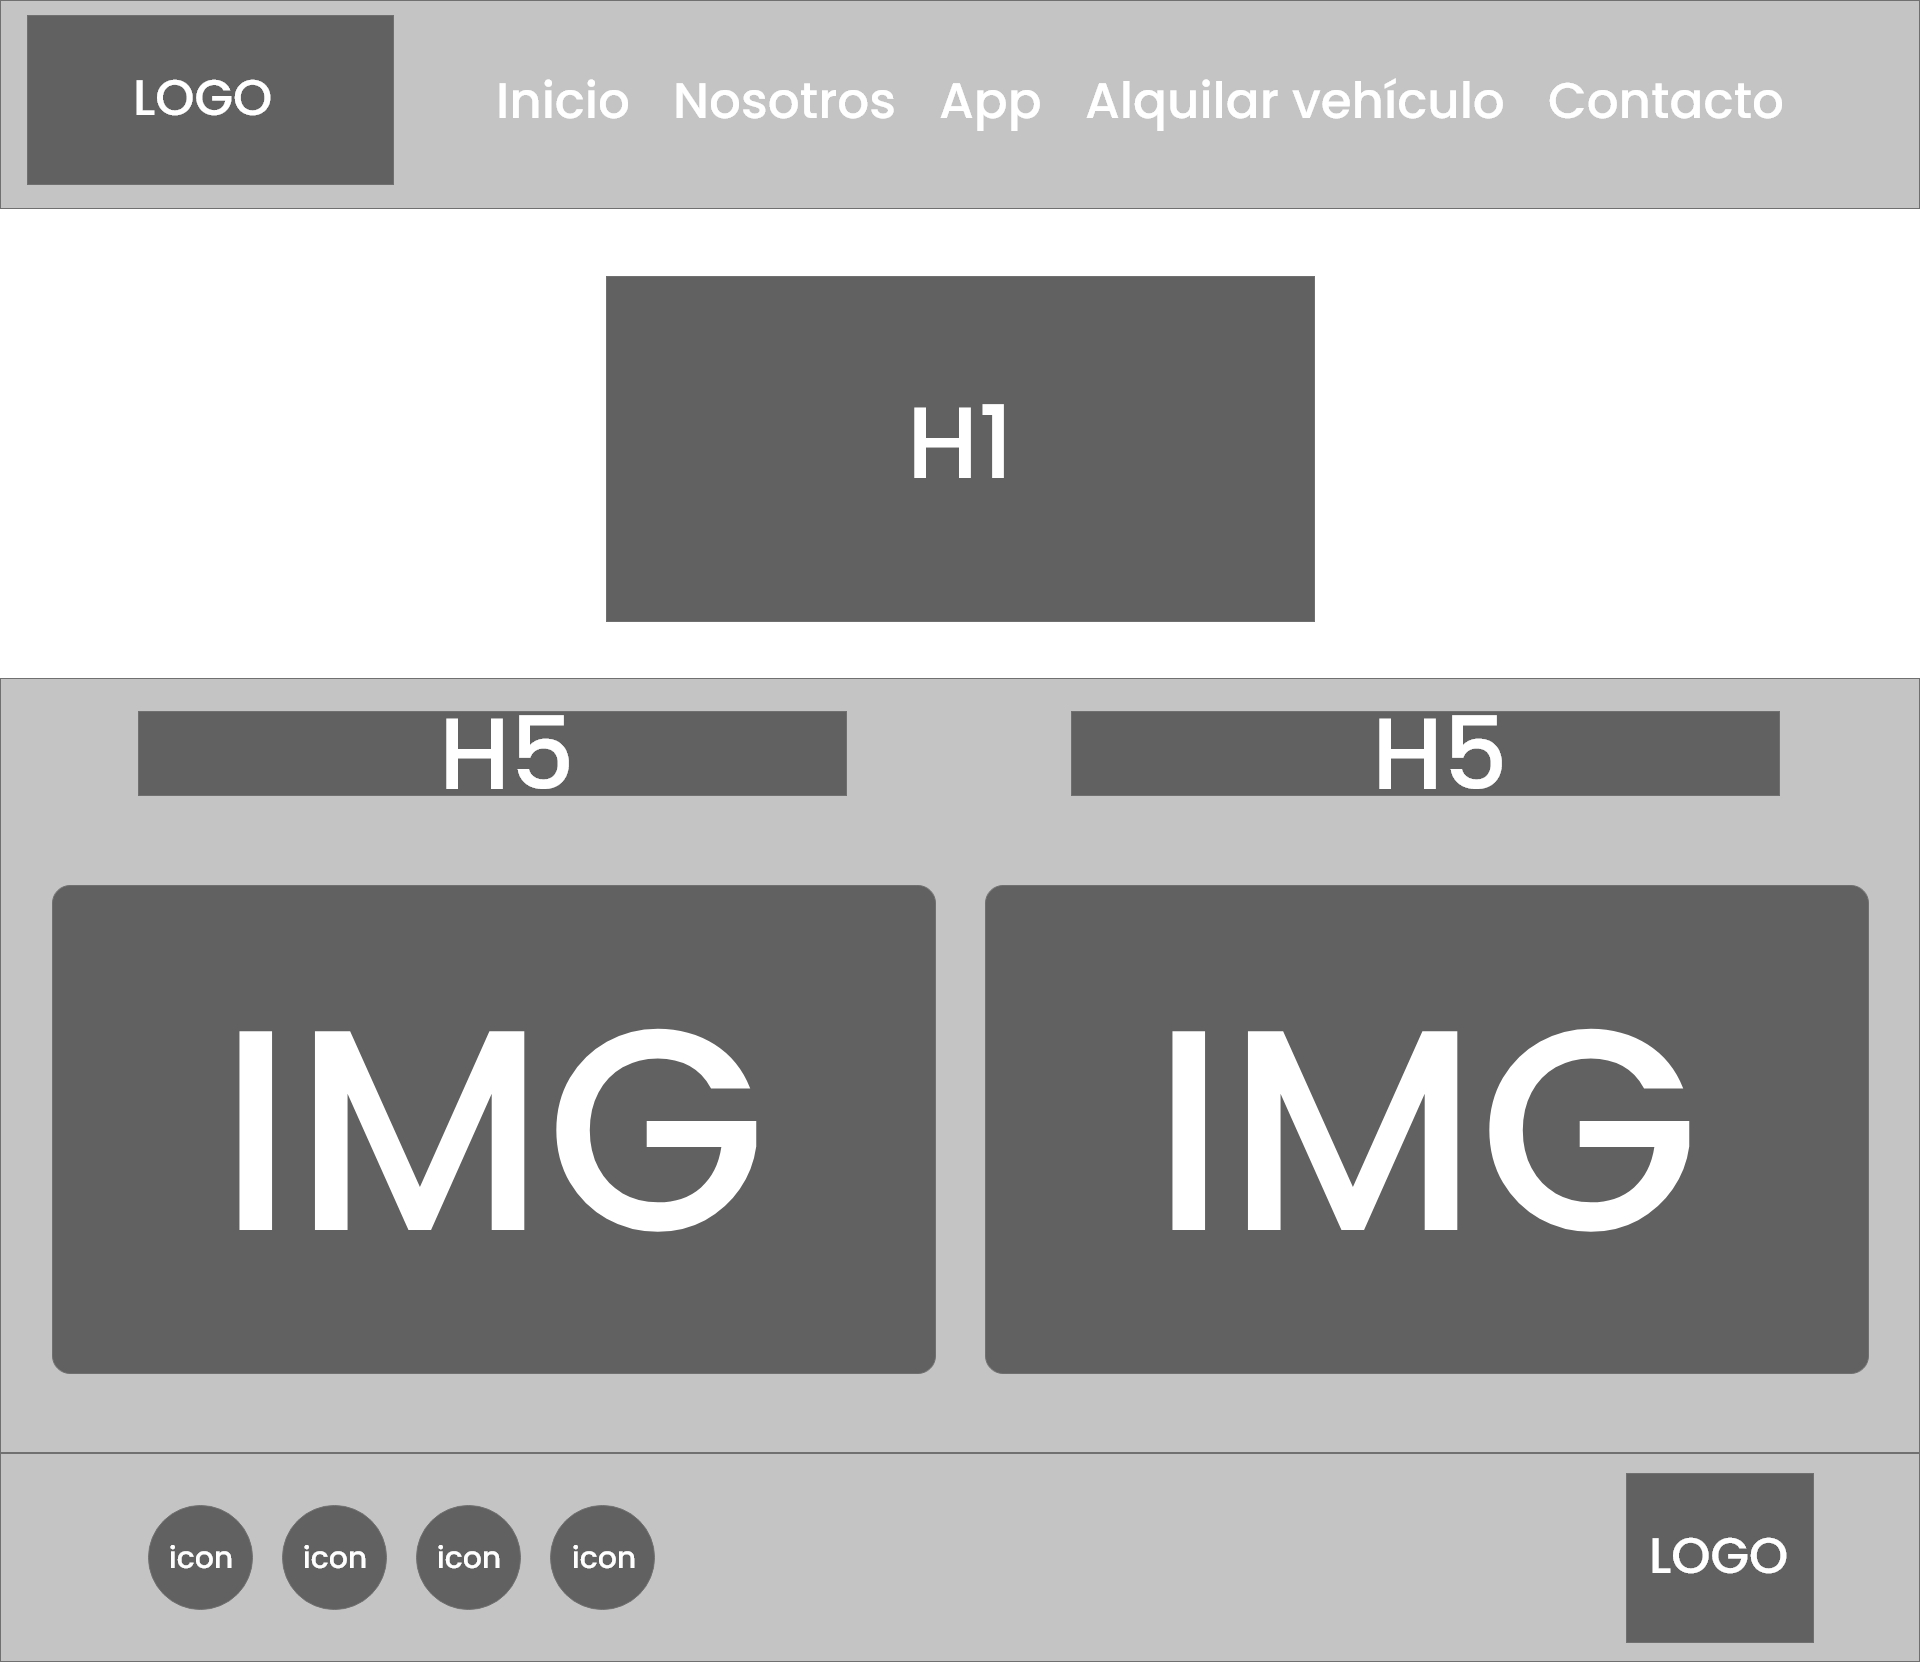 LOGO Inicio Nosotros App Alquilar vehículo Contacto
H1
H5 H5
IMG IMG
icon icon icon icon LOGO